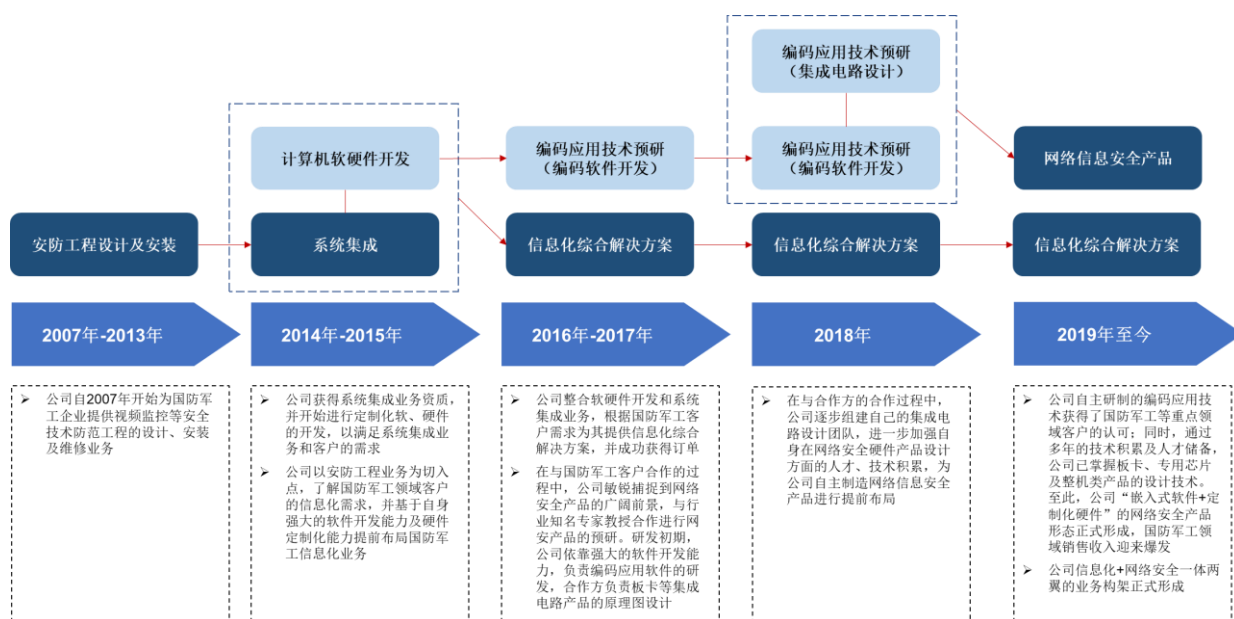 编码应用技术预研
（集成电路设计）
计算机软硬件开发
编码应用技术预研
（编码软件开发）
编码应用技术预研
（编码软件开发）
网络信息安全产品
安防工程设计及安装
系统集成
信息化综合解决方案
信息化综合解决方案
信息化综合解决方案
2007年-2013年
2014年-2015年
2016年-2017年
2018年
2019年至今
➢ 公司自2007年开始为国防军
工企业提供视频监控等安全
技术防范工程的设计、安装
及维修业务
➢ 公司获得系统集成业务资质，
并开始进行定制化软、硬件
的开发，以满足系统集成业
务和客户的需求
➢ 公司以安防工程业务为切入
点，了解国防军工领域客户
的信息化需求，并基于自身
强大的软件开发能力及硬件
定制化能力提前布局国防军
工信息化业务
➢ 公司整合软硬件开发和系统
集成业务，根据国防军工客
户需求为其提供信息化综合
解决方案，并成功获得订单
➢ 在与国防军工客户合作的过
程中，公司敏锐捕捉到网络
安全产品的广阔前景，与行
业知名专家教授合作进行网
安产品的预研。研发初期，
公司依靠强大的软件开发能
力，负责编码应用软件的研
发，合作方负责板卡等集成
电路产品的原理图设计
➢ 在与合作方的合作过程中，
公司逐步组建自己的集成电
路设计团队，进一步加强自
身在网络安全硬件产品设计
方面的人才、技术积累，为
公司自主制造网络信息安全
产品进行提前布局
➢ 公司自主研制的编码应用技
术获得了国防军工等重点领
域客户的认可；同时，通过
多年的技术积累及人才储备，
公司已掌握板卡、专用芯片
及整机类产品的设计技术。
至此，公司“嵌入式软件+定
制化硬件”的网络安全产品
形态正式形成，国防军工领
域销售收入迎来爆发
➢ 公司信息化+网络安全一体两
翼的业务构架正式形成